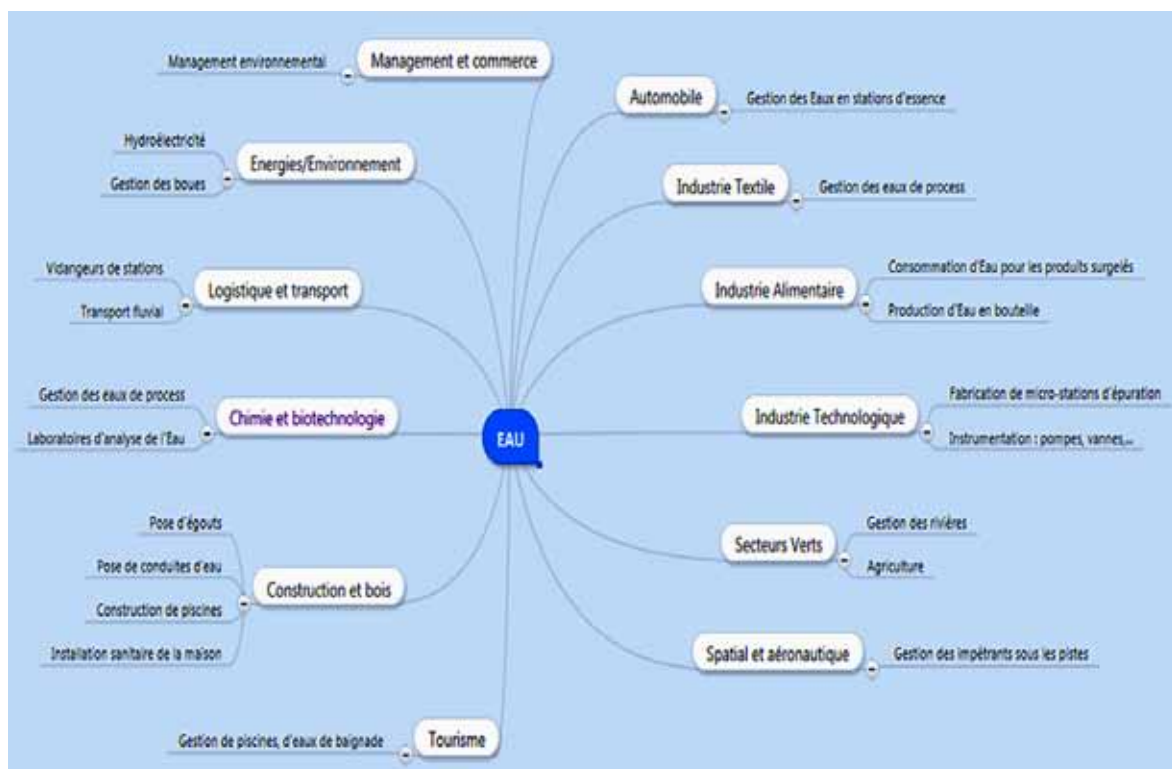 Management environnemental
Management et commerce
Hydroélectricité
Gestion des boues
Energies/Environnement
Vidangeurs de stations
Transport fluvial
Logistique et transport
Gestion des eaux de process
Laboratoires d'analyse de l'Eau
Chimie et biotechnologie
Pose d'égouts
Pose de conduites d'eau
Construction de piscines
Installation sanitaire de la maison
Construction et bois
Gestion de piscines, d'eaux de baignade
Tourisme
EAU
Automobile
Gestion des Eaux en stations d'essence
Industrie Textile
Gestion des eaux de process
Industrie Alimentaire
Consommation d'Eau pour les produits surgelés
Production d'Eau en bouteille
Industrie Technologique
Fabrication de micro-stations d'épuration
Instrumentation : pompes, vannes,...
Secteurs Verts
Gestion des rivières
Agriculture
Spatial et aéronautique
Gestion des impétrants sous les pistes